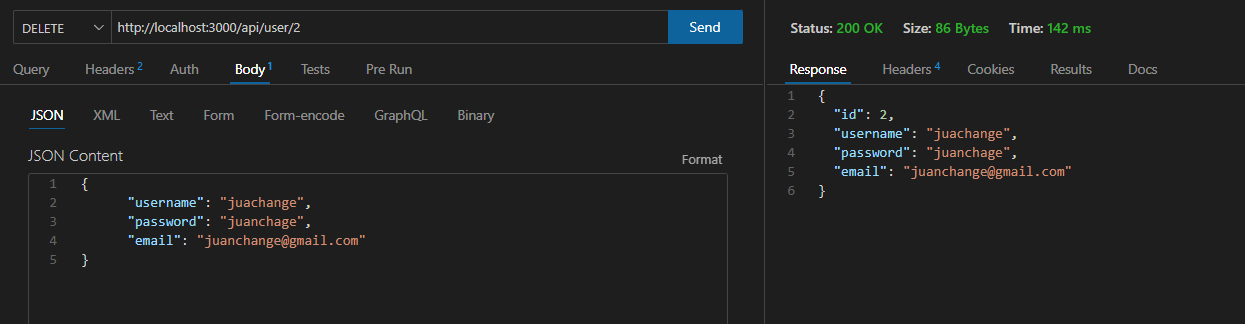 DELETE http://localhost:3000/api/user/2 Send
Query Headers 2 Auth Body 1 Tests Pre Run
JSON XML Text Form Form-encode GraphQL Binary
JSON Content Format
1 {
2 "username": "juachange",
3 "password": "juanchage",
4 "email": "juanchange@gmail.com"
5 }
Status: 200 OK Size: 86 Bytes Time: 142 ms
Response Headers 4 Cookies Results Docs
1 {
2 "id": 2,
3 "username": "juachange",
4 "password": "juanchage",
5 "email": "juanchange@gmail.com"
6 }